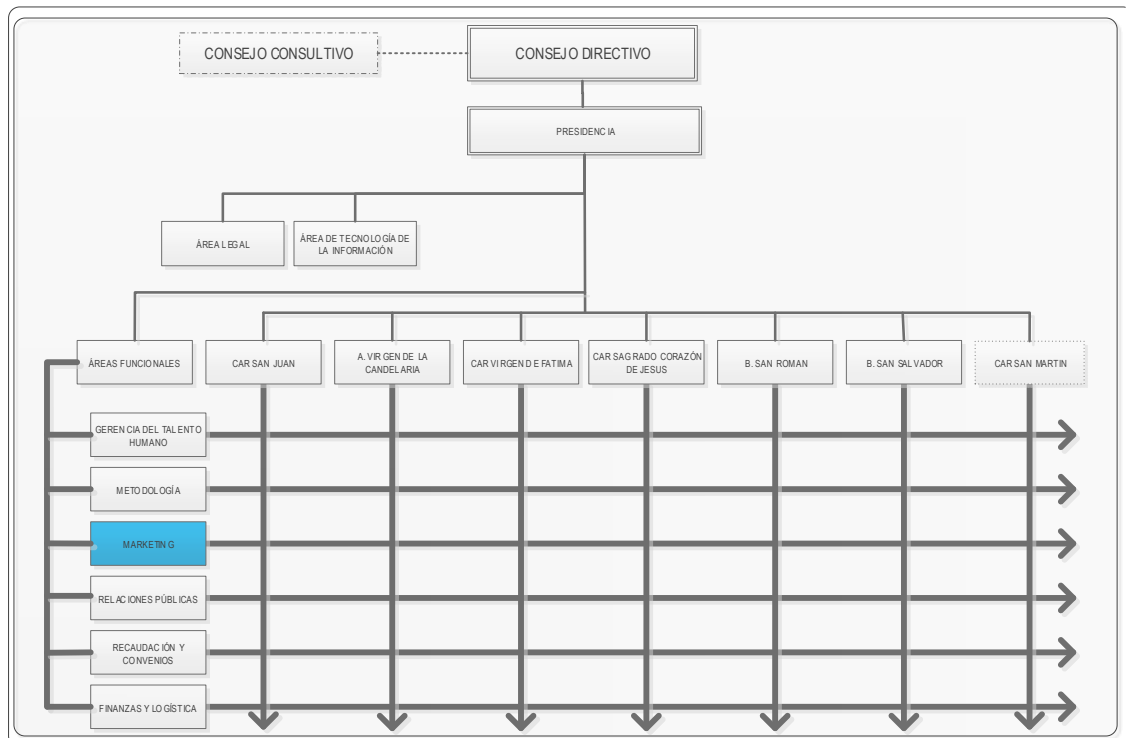 CONSEJO CONSULTIVO
CONSEJO DIRECTIVO
PRESIDENCIA
ÁREA LEGAL
ÁREA DE TECNOLOGÍA DE
LA INFORMACIÓN
ÁREAS FUNCIONALES
CAR SAN JUAN
A. VIRGEN DE LA
CANDELARIA
CAR VIRGEN DE FATIMA
CAR SAGRADO CORAZÓN
DE JESUS
B. SAN ROMAN
B. SAN SALVADOR
CAR SAN MARTIN
GERENCIA DEL TALENTO
HUMANO
METODOLOGÍA
MARKETING
RELACIONES PÚBLICAS
RECAUDACIÓN Y
CONVENIOS
FINANZAS Y LOGÍSTICA